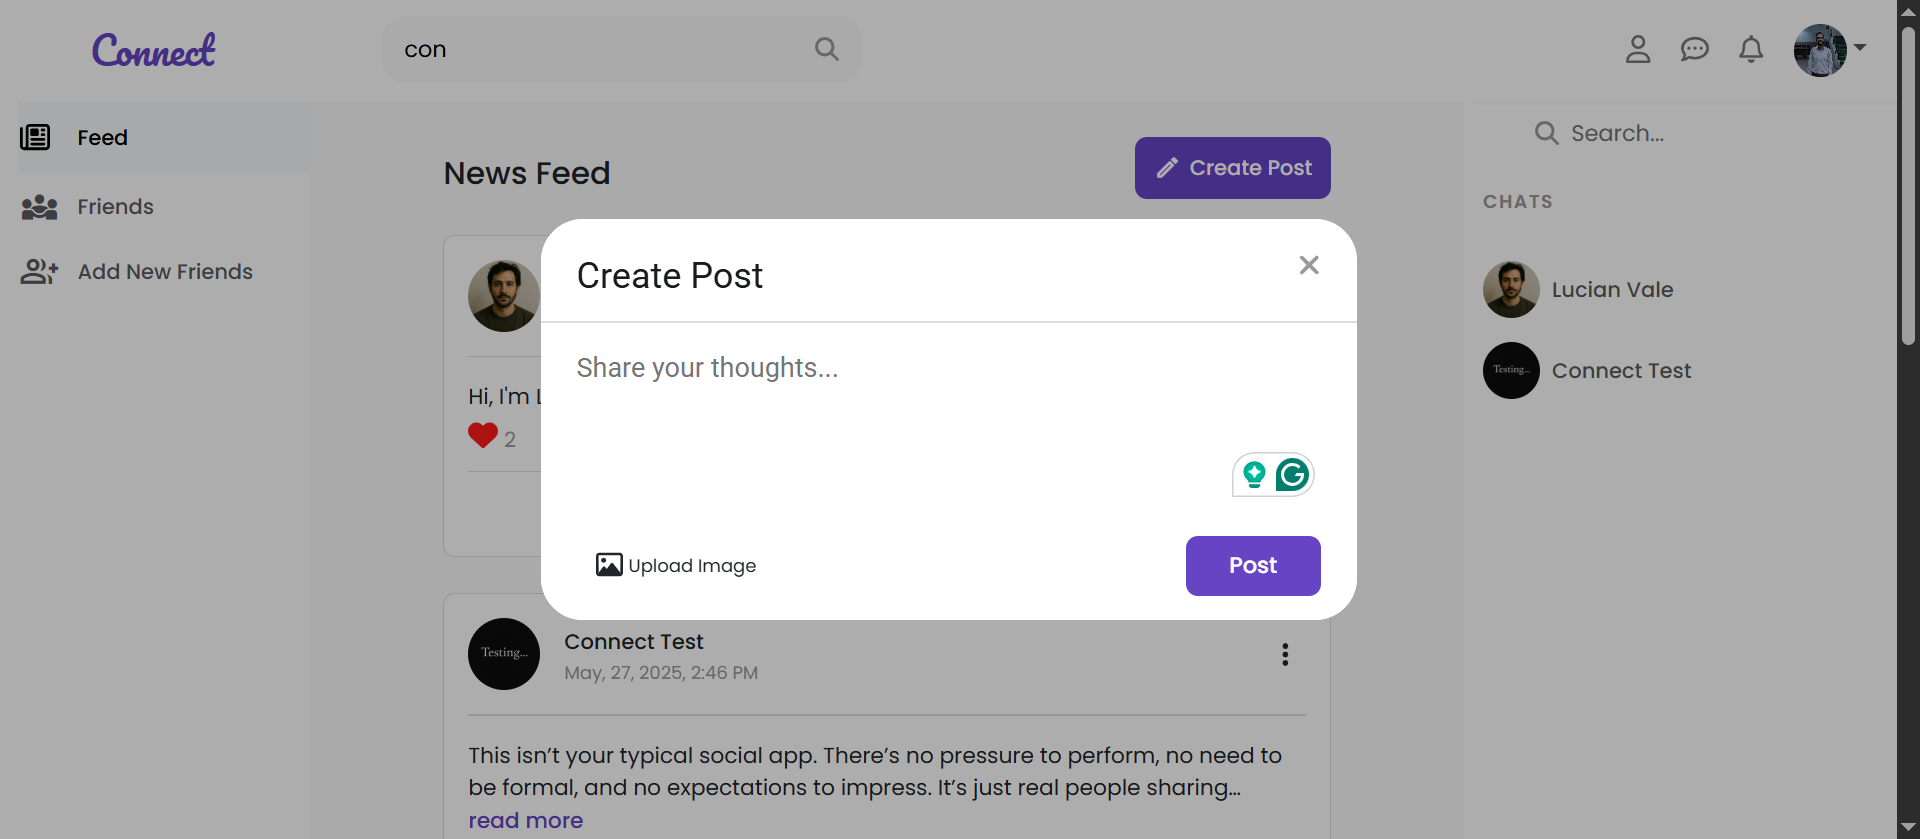 Connect
con
Feed
Friends
Add New Friends
News Feed
Create Post
Search...
CHATS
Lucian Vale
Testing...
Connect Test
Create Post
Share your thoughts...
Upload Image
Post
Hi, I'm
2
Testing...
Connect Test
May, 27, 2025, 2:46 PM
This isn’t your typical social app. There’s no pressure to perform, no need to
be formal, and no expectations to impress. It’s just real people sharing...
read more